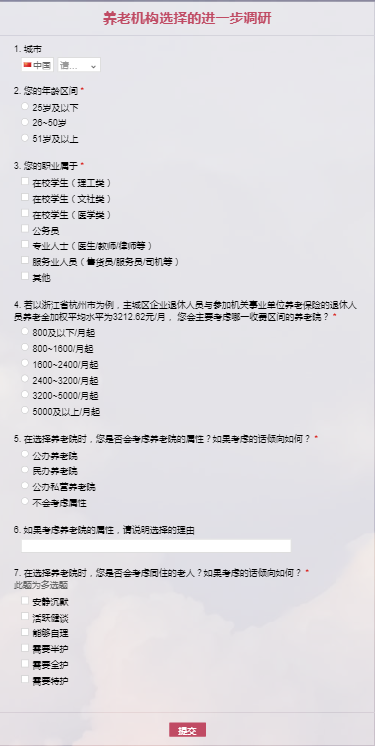 养老机构选择的进一步调研
1. 城市
中国 请...
2. 您的年龄区间 *
25岁及以下
26~50岁
51岁及以上
3. 您的职业属于 *
在校学生（理工类）
在校学生（文社类）
在校学生（医学类）
公务员
专业人士（医生/教师/律师等）
服务业人员（售货员/服务员/司机等）
其他
4. 若以浙江省杭州市为例，主城区企业退休人员与参加机关事业单位养老保险的退休人
员养老金加权平均水平为3212.62元/月， 您会主要考虑哪一收费区间的养老院？ *
800及以下/月起
800~1600/月起
1600~2400/月起
2400~3200/月起
3200~5000/月起
5000及以上/月起
5. 在选择养老院时，您是否会考虑养老院的属性？如果考虑的话倾向如何？ *
公办养老院
民办养老院
公办私营养老院
不会考虑属性
6. 如果考虑养老院的属性，请说明选择的理由
7. 在选择养老院时，您是否会考虑同住的老人？如果考虑的话倾向如何？ *
此题为多选题
安静沉默
活跃健谈
能够自理
需要半护
需要全护
需要特护
提交